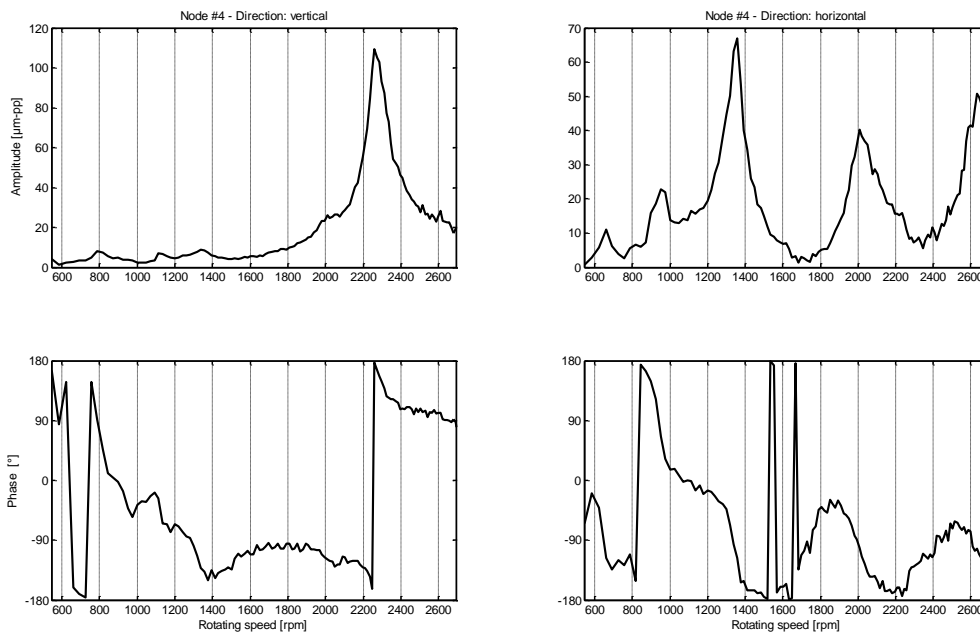 Node #4 - Direction: vertical
120
100
80
60
40
20
0
Amplitude [µm-pp]
600 800 1000 1200 1400 1600 1800 2000 2200 2400 2600
Node #4 - Direction: horizontal
70
60
50
40
30
20
10
0
600 800 1000 1200 1400 1600 1800 2000 2200 2400 2600
180
90
0
-90
-180
Phase [°]
600 800 1000 1200 1400 1600 1800 2000 2200 2400 2600
Rotating speed [rpm]
180
90
0
-90
-180
600 800 1000 1200 1400 1600 1800 2000 2200 2400 2600
Rotating speed [rpm]